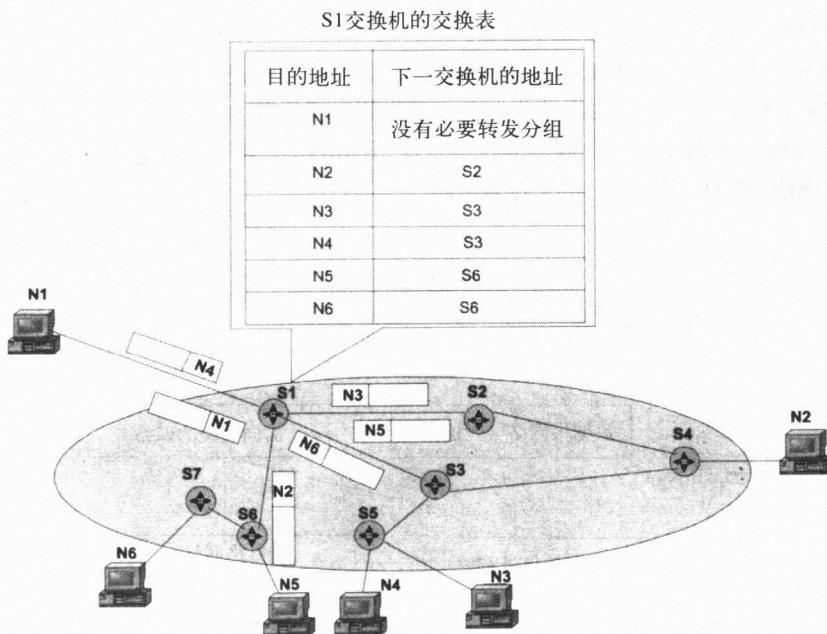 S1交换机的交换表
目的地址 下一交换机的地址
N1 没有必要转发分组
N2 S2
N3 S3
N4 S3
N5 S6
N6 S6
N1
N4
N1
S1
N3
S2
N5
N6
N2
S4
N2
S3
S7
S6
S5
N6
N5
N4
N3